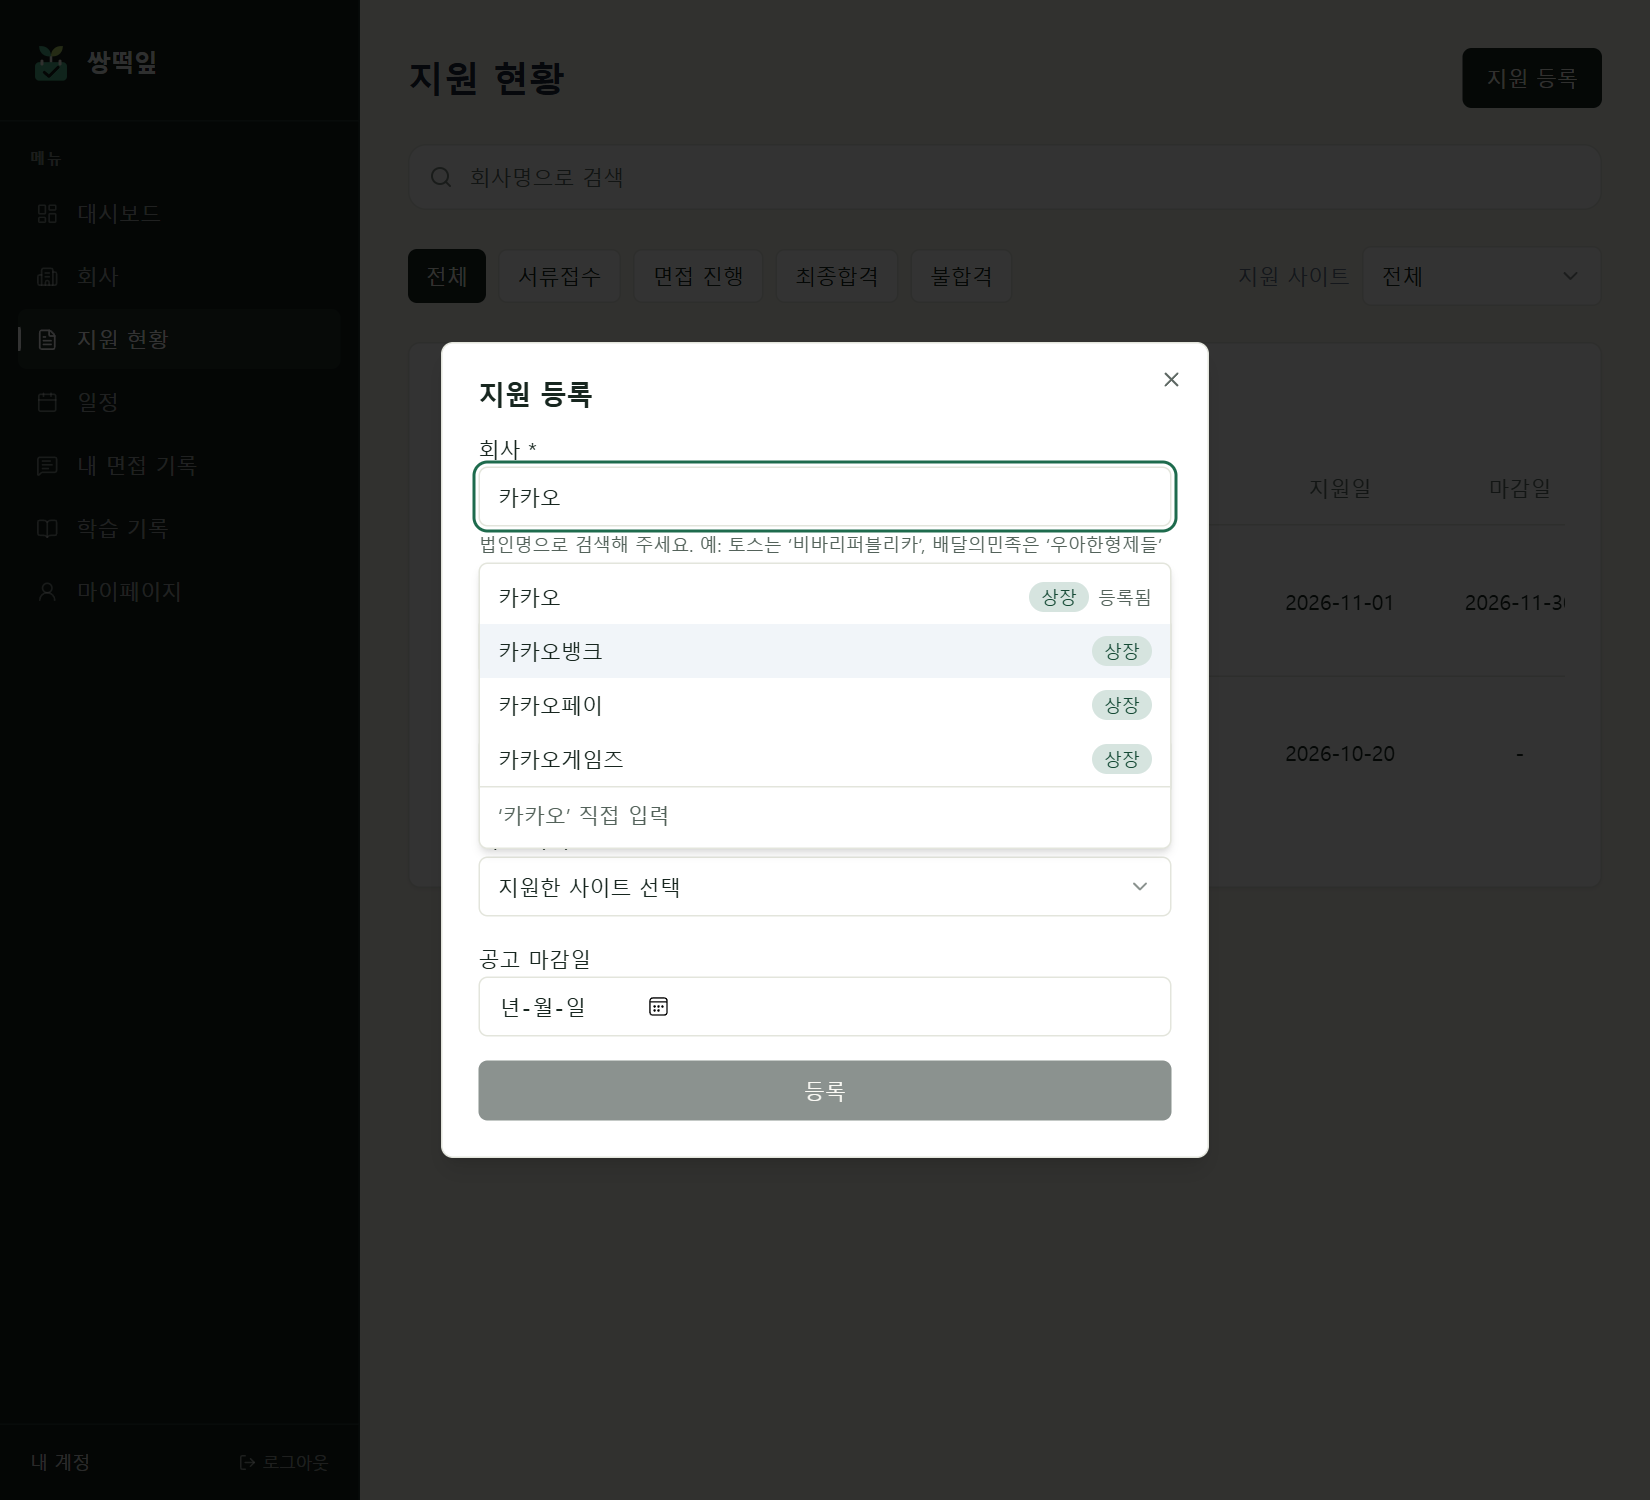 쌍떡잎
메뉴
대시보드
회사
지원 현황
일정
내 면접 기록
학습 기록
마이페이지
내 계정
로그아웃
지원 현황
지원 등록
회사명으로 검색
전체
서류접수
면접 진행
최종합격
불합격
지원 사이트
전체
지원일
마감일
2026-11-01
2026-11-3
2026-10-20
-
지원 등록
회사 *
카카오
법인명으로 검색해 주세요. 예: 토스는 ‘비바리퍼블리카’, 배달의민족은 ‘우아한형제들’
카카오
상장
등록됨
카카오뱅크
상장
카카오페이
상장
카카오게임즈
상장
‘카카오’ 직접 입력
지원한 사이트 선택
공고 마감일
년-월-일
등록